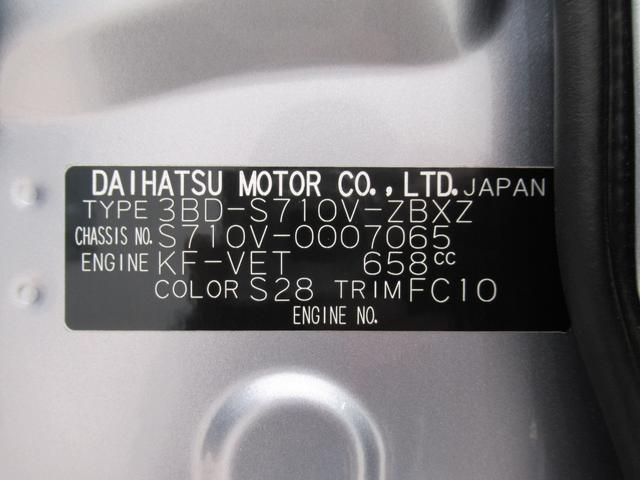 DAIHATSU MOTOR CO.,LTD. JAPAN
TYPE 3BD-S710V-ZBXZ
CHASSIS NO. S710V-0007065
ENGINE KF-VET 658cc
COLOR S28 TRIM FC10
ENGINE NO.